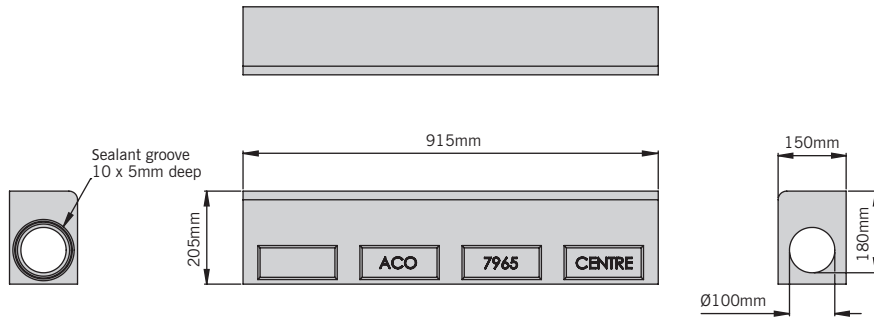 915mm
150mm
Sealant groove
10 x 5mm deep
205mm
180mm
ACO
7965
CENTRE
Ø100mm